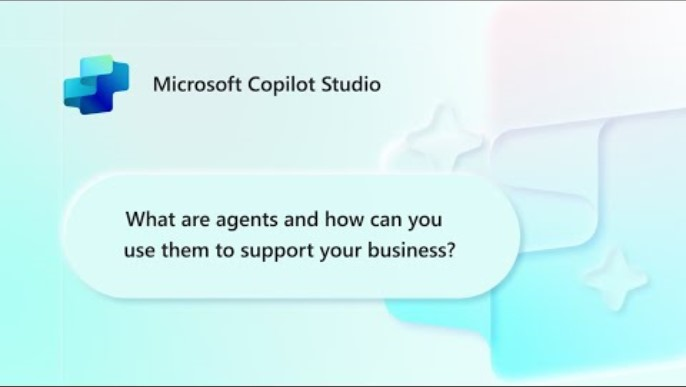 Microsoft Copilot Studio
What are agents and how can you
use them to support your business?